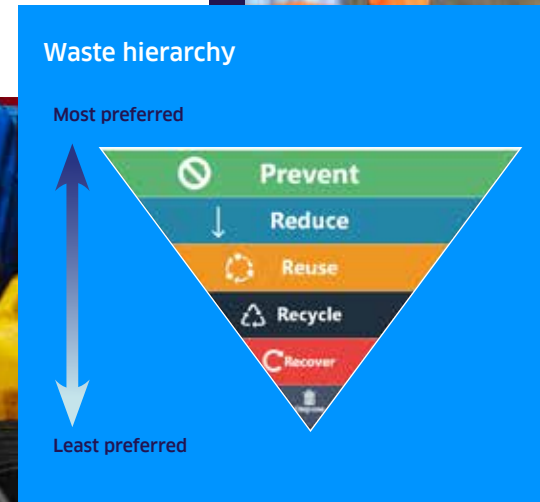 Waste hierarchy
Most preferred
Prevent
Reduce
Reuse
Recycle
Recover
Least preferred